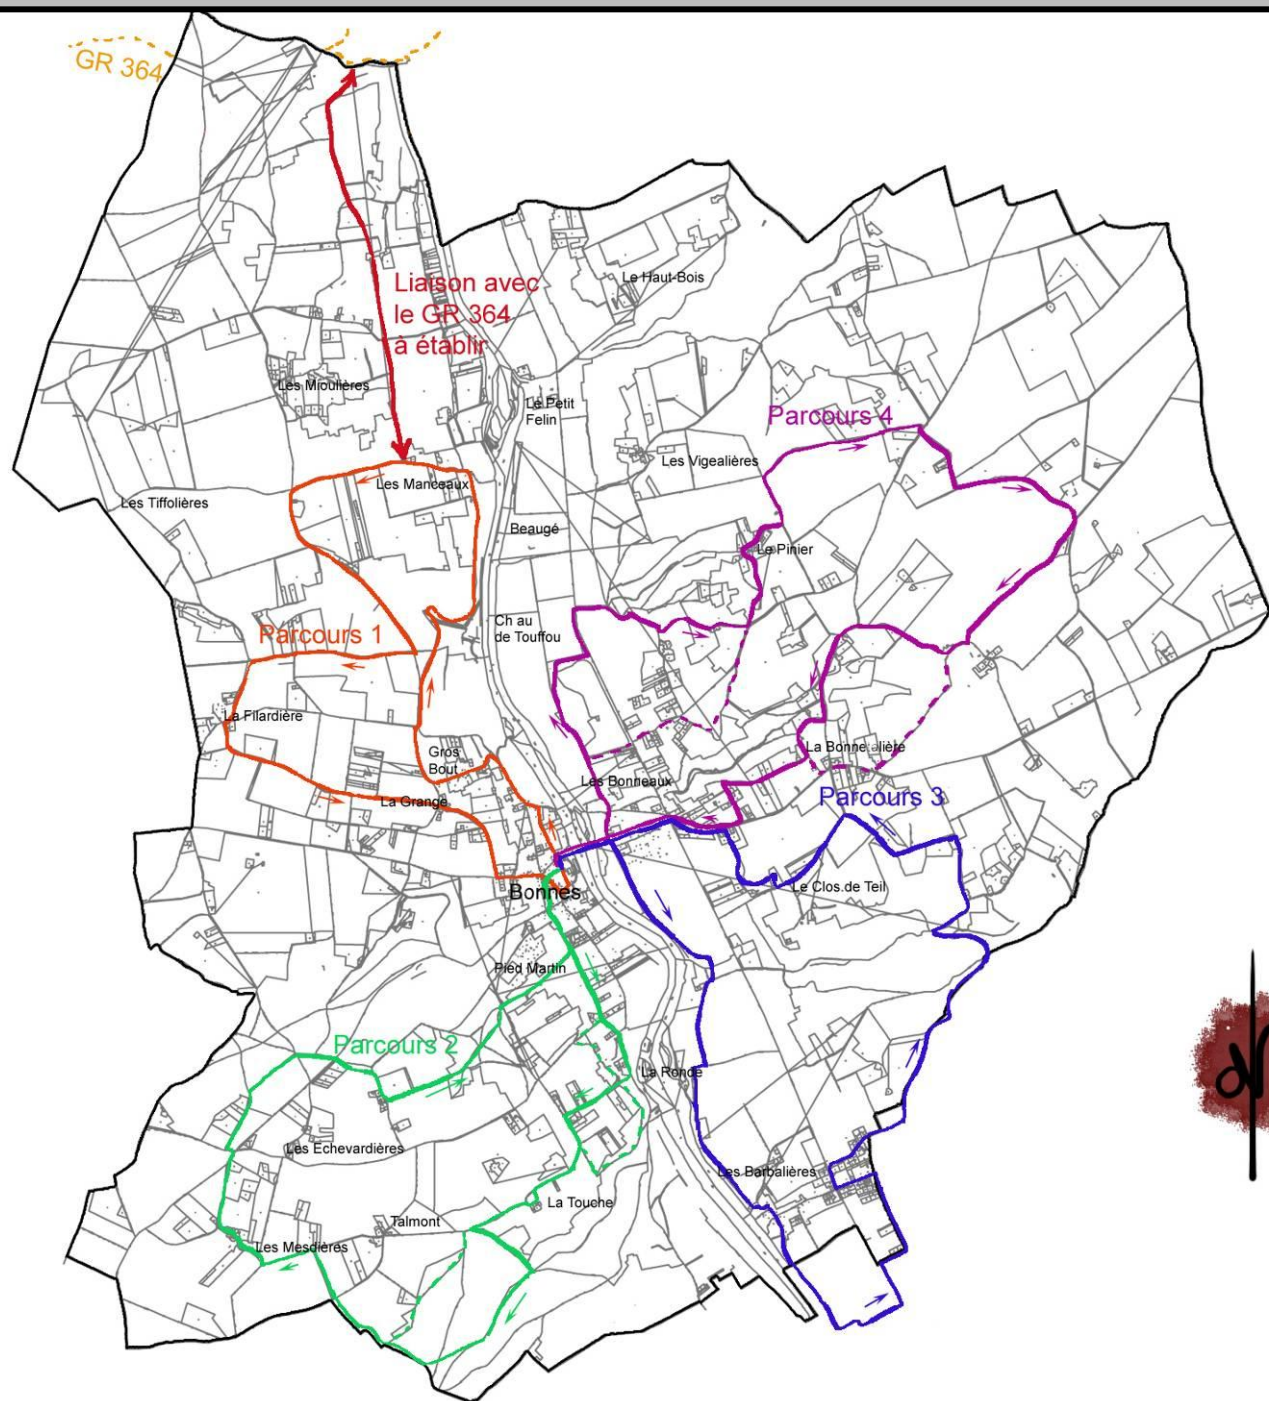 GR 364
Liaison avec
le GR 364
à établir
Le Haut-Bois
Les Mioulières
Le Petit
Felin
Parcours 4
Les Vigealières
Les Manceaux
Les Tiffolières
Beaugé
Le Pinier
Ch au
de Touffou
Parcours 1
La Filardière
Gros
Bout
La Bonne alière
Les Bonneaux
Parcours 3
La Grange
Le Clos de Teil
Bonnes
Pied Martin
Parcours 2
La Ronde
Les Echevardières
Les Barbalières
La Touche
Talmont
Les Mesdières